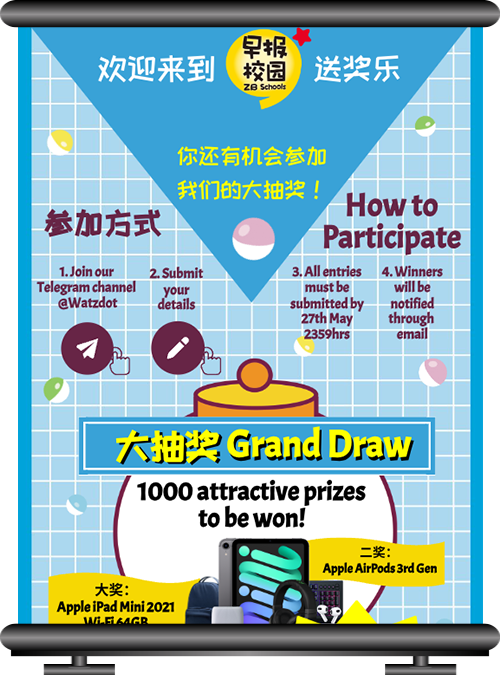 欢迎来到
早报
校园
ZB Schools
送奖乐
你还有机会参加
我们的大抽奖！
参加方式
How to
Participate
1. Join our
Telegram channel
@Watzdot
2. Submit
your
details
3. All entries
must be
submitted by
27th May
2359hrs
4. Winners
will be
notified
through
email
大抽奖 Grand Draw
1000 attractive prizes
to be won!
二奖：
Apple AirPods 3rd Gen
大奖：
Apple iPad Mini 2021
Wi-Fi 64GB